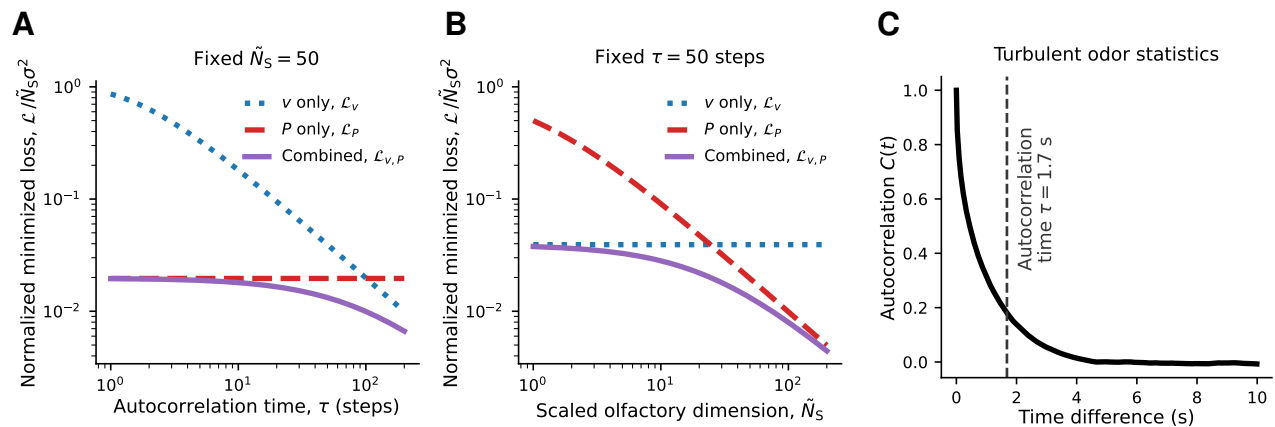 A
Fixed Ñ_S = 50
Normalized minimized loss, ℒ/Ñ_Sσ²
10⁰
10⁻¹
10⁻²
v only, ℒ_v
P only, ℒ_P
Combined, ℒ_{v,P}
10⁰ 10¹ 10²
Autocorrelation time, τ (steps)
B
Fixed τ = 50 steps
Normalized minimized loss, ℒ/Ñ_Sσ²
10⁰
10⁻¹
10⁻²
v only, ℒ_v
P only, ℒ_P
Combined, ℒ_{v,P}
10⁰ 10¹ 10²
Scaled olfactory dimension, Ñ_S
C
Turbulent odor statistics
Autocorrelation C(t)
1.0
0.8
0.6
0.4
0.2
0.0
Autocorrelation
time τ = 1.7 s
0 2 4 6 8 10
Time difference (s)